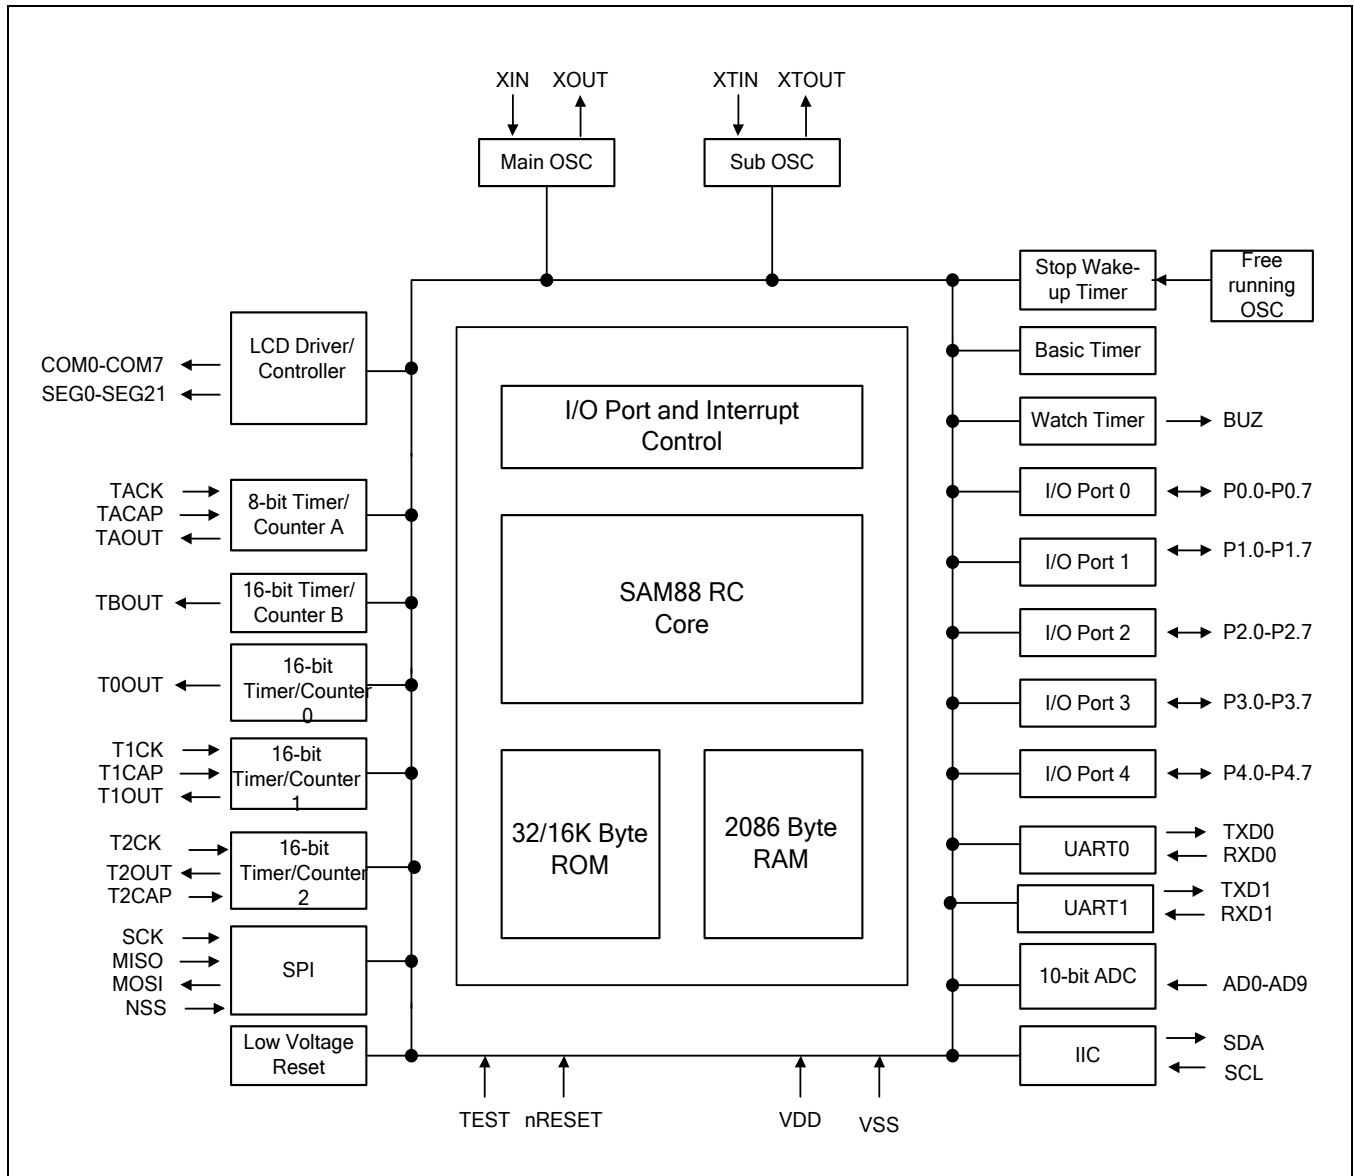 XIN XOUT XTIN XTOUT
Main OSC
Sub OSC
Stop Wake-
up Timer
Free
running
OSC
LCD Driver/
Controller
COM0-COM7
SEG0-SEG21
Basic Timer
I/O Port and Interrupt
Control
Watch Timer
BUZ
TACK
TACAP
TAOUT
8-bit Timer/
Counter A
I/O Port 0
P0.0-P0.7
SAM88 RC
Core
I/O Port 1
P1.0-P1.7
TBOUT
16-bit Timer/
Counter B
I/O Port 2
P2.0-P2.7
T0OUT
16-bit
Timer/Counter
0
I/O Port 3
P3.0-P3.7
T1CK
T1CAP
T1OUT
16-bit
Timer/Counter
1
I/O Port 4
P4.0-P4.7
32/16K Byte
ROM
2086 Byte
RAM
T2CK
T2OUT
T2CAP
16-bit
Timer/Counter
2
UART0
TXD0
RXD0
UART1
TXD1
RXD1
SCK
MISO
MOSI
NSS
SPI
10-bit ADC
AD0-AD9
Low Voltage
Reset
IIC
SDA
SCL
TEST nRESET VDD VSS